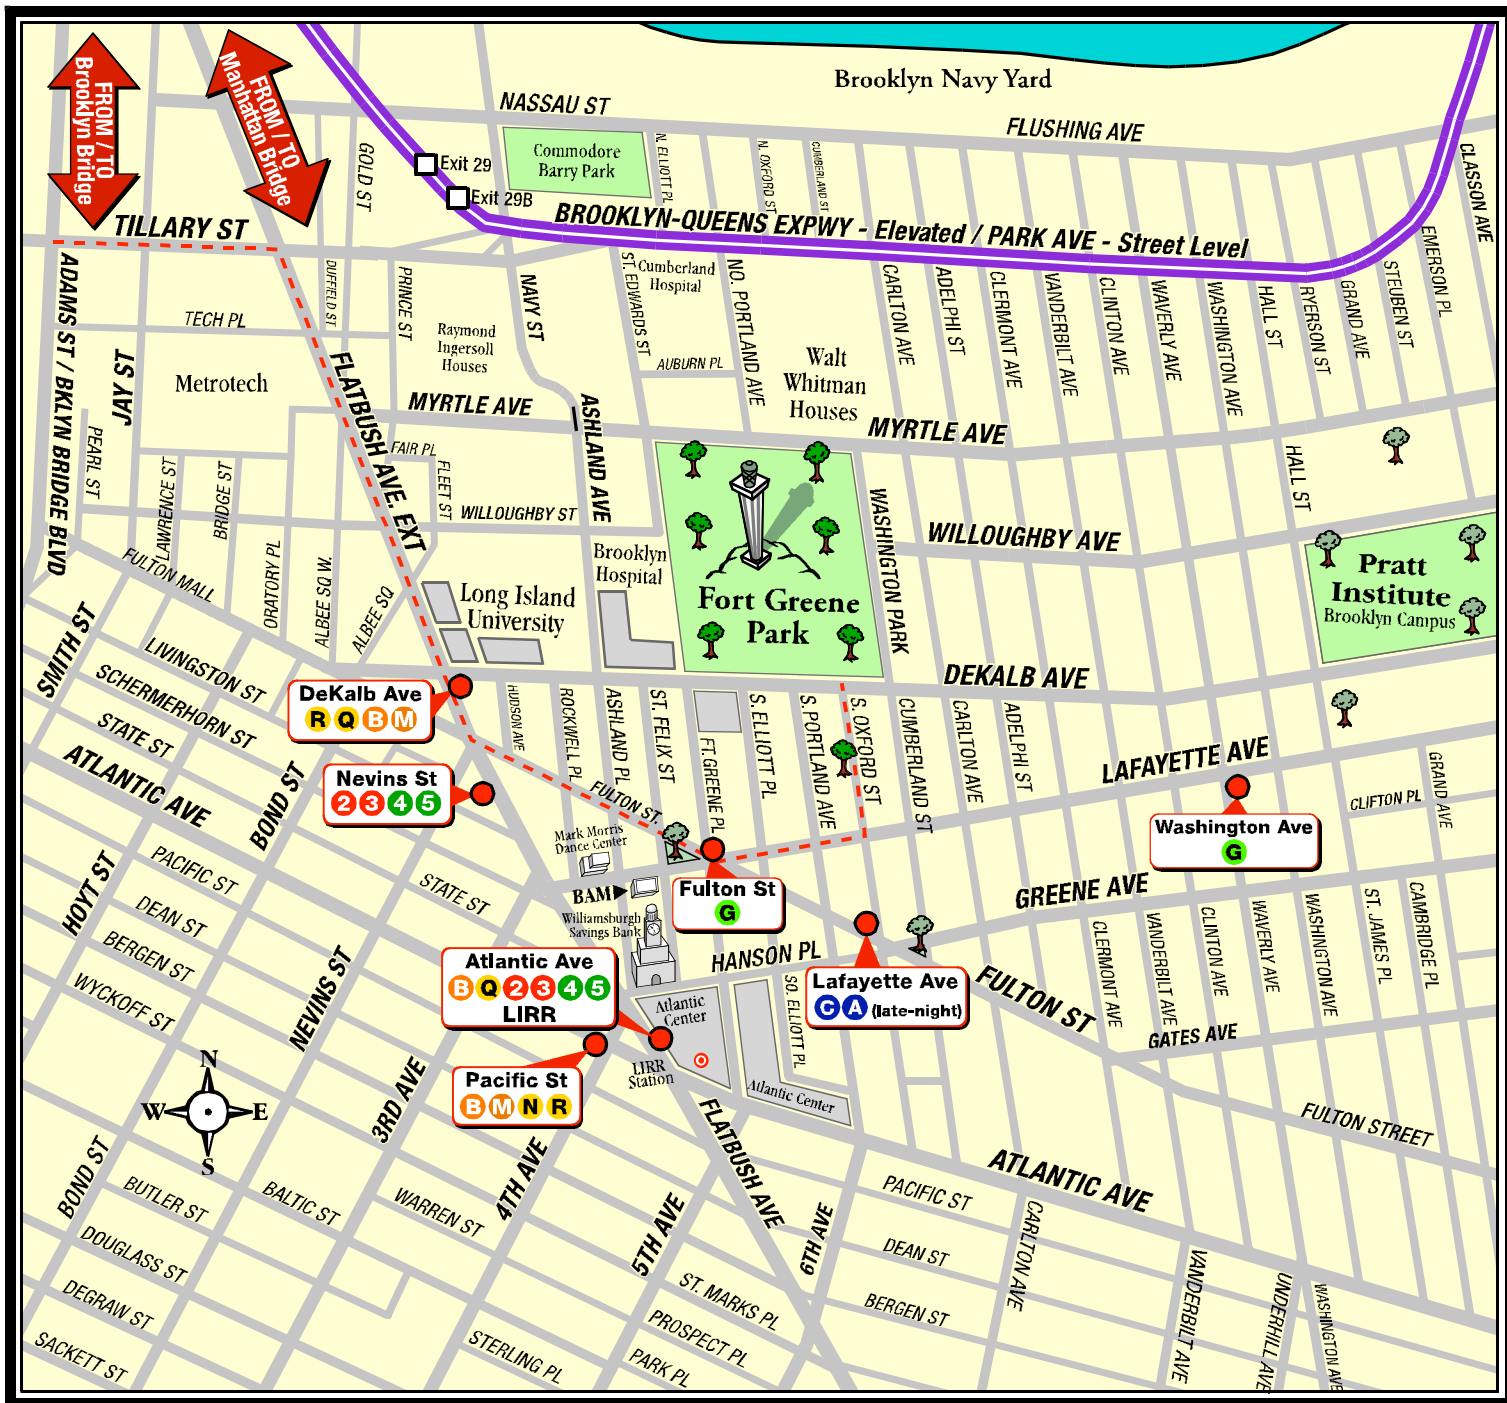 FROM / TO
Brooklyn Bridge
FROM / TO
Manhattan Bridge
Brooklyn Navy Yard
NASSAU ST
FLUSHING AVE
CLASSON AVE
GOLD ST
Exit 29
Exit 29B
Commodore
Barry Park
N. ELLIOTT PL
N. OXFORD ST
CUMBERLAND ST
TILLARY ST
BROOKLYN-QUEENS EXPWY - Elevated / PARK AVE - Street Level
EMERSON PL
ADAMS ST / BKLYN BRIDGE BLVD
DUFFIELD ST
PRINCE ST
NAVY ST
ST. EDWARDS ST
Cumberland
Hospital
NO. PORTLAND AVE
CARLTON AVE
ADELPHI ST
CLERMONT AVE
VANDERBILT AVE
CLINTON AVE
WAVERLY AVE
WASHINGTON AVE
HALL ST
RYERSON ST
GRAND AVE
STEUBEN ST
TECH PL
JAY ST
Metrotech
Raymond
Ingersoll
Houses
AUBURN PL
Walt
Whitman
Houses
FLATBUSH AVE. EXT
MYRTLE AVE
ASHLAND AVE
MYRTLE AVE
PEARL ST
LAWRENCE ST
BRIDGE ST
FAIR PL
FLEET ST
WILLOUGHBY ST
WASHINGTON PARK
WILLOUGHBY AVE
HALL ST
FULTON MALL
ORATORY PL
ALBEE SQ W.
ALBEE SQ
Brooklyn
Hospital
Long Island
University
Fort Greene
Park
Pratt
Institute
Brooklyn Campus
SMITH ST
LIVINGSTON ST
SCHERMERHORN ST
STATE ST
ATLANTIC AVE
DEKALB AVE
DeKalb Ave
R Q B M
HUDSON AVE
ROCKWELL PL
ASHLAND PL
ST. FELIX ST
FT. GREENE PL
S. ELLIOTT PL
S. PORTLAND AVE
S. OXFORD ST
CUMBERLAND ST
CARLTON AVE
ADELPHI ST
LAFAYETTE AVE
CLIFTON PL
GRAND AVE
Nevins St
2 3 4 5
BOND ST
FULTON ST.
Mark Morris
Dance Center
BAM
Williamsburgh
Savings Bank
Fulton St
G
Washington Ave
G
HOYT ST
PACIFIC ST
DEAN ST
BERGEN ST
WYCKOFF ST
STATE ST
NEVINS ST
GREENE AVE
CLERMONT AVE
VANDERBILT AVE
CLINTON AVE
WAVERLY AVE
WASHINGTON AVE
ST. JAMES PL
CAMBRIDGE PL
HANSON PL
Atlantic Ave
B Q 2 3 4 5
LIRR
Lafayette Ave
C A (late-night)
FULTON ST
GATES AVE
Atlantic
Center
SO. ELLIOTT PL
LIRR
Station
Atlantic Center
Pacific St
B M N R
N
W E
S
3RD AVE
4TH AVE
FLATBUSH AVE
FULTON STREET
ATLANTIC AVE
BOND ST
BUTLER ST
BALTIC ST
WARREN ST
DOUGLASS ST
DEGRAW ST
SACKETT ST
5TH AVE
6TH AVE
PACIFIC ST
DEAN ST
BERGEN ST
CARLTON AVE
VANDERBILT AVE
UNDERHILL AVE
WASHINGTON AVE
ST. MARKS PL
PROSPECT PL
PARK PL
STERLING PL